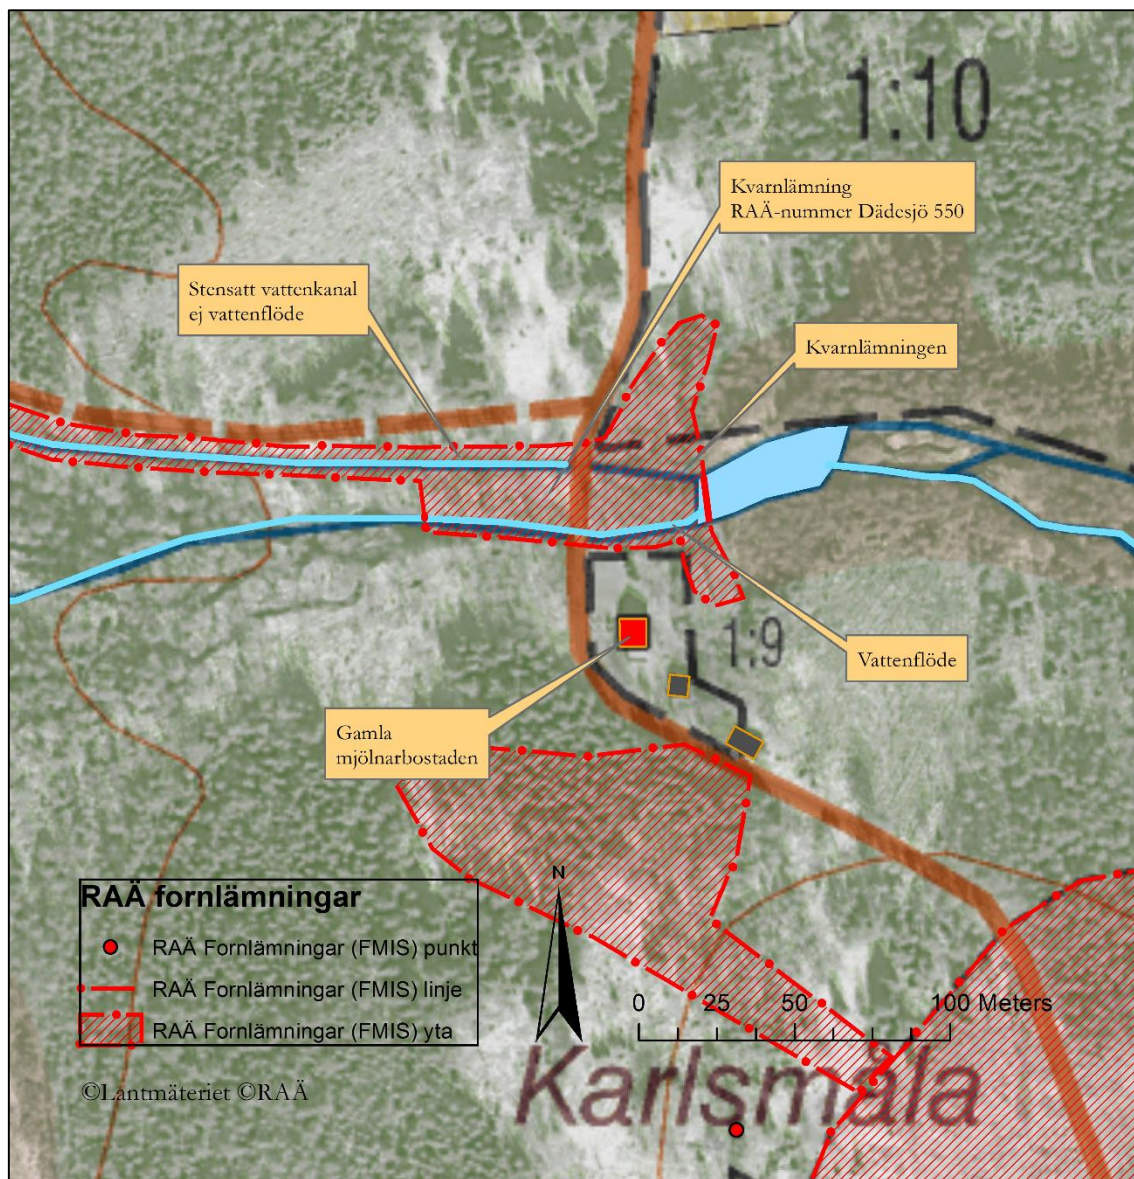 1:10
Kvarnlämning
RAÄ-nummer Dädesjö 550
Stensatt vattenkanal
ej vattenflöde
Kvarnlämningen
1:9
Vattenflöde
Gamla
mjölnarbostaden
RAÄ fornlämningar
RAÄ Fornlämningar (FMIS) punkt
RAÄ Fornlämningar (FMIS) linje
RAÄ Fornlämningar (FMIS) yta
N
0 25 50 100 Meters
Karlsmåla
©Lantmäteriet ©RAÄ